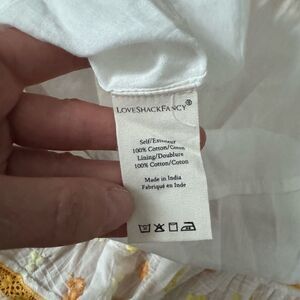 LoveShackFancy®
Self/Extérieur
100% Cotton/Coton
Lining/Doublure
100% Cotton/Coton
Made in India
Fabriqué en Inde